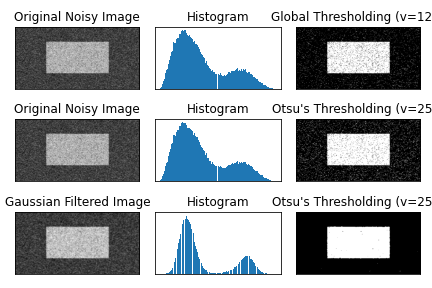 Original Noisy Image Histogram Global Thresholding (v=12
Original Noisy Image Histogram Otsu's Thresholding (v=25
Gaussian Filtered Image Histogram Otsu's Thresholding (v=25